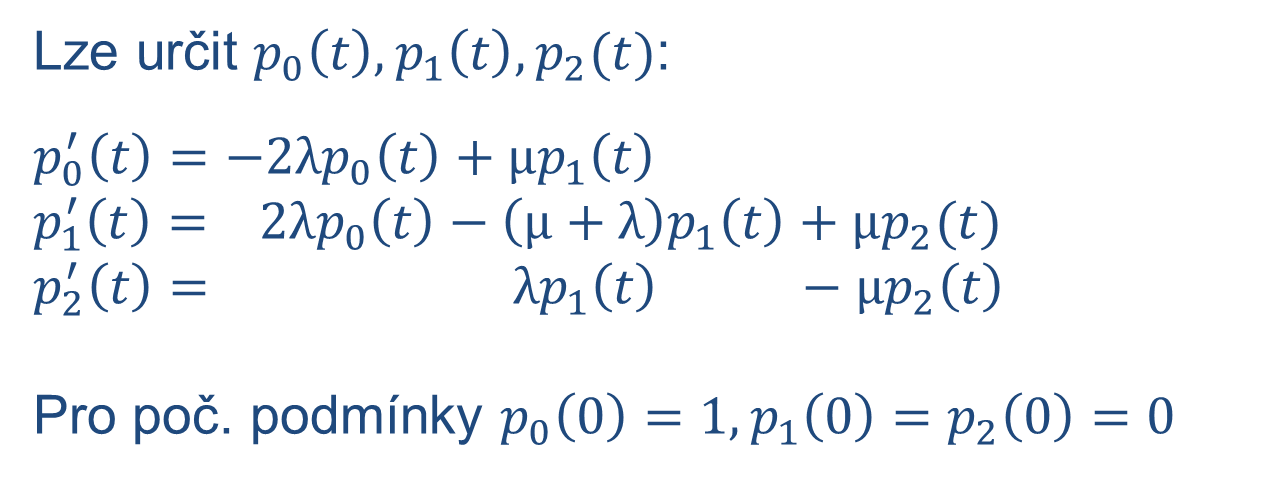 Lze určit p₀(t), p₁(t), p₂(t):
p₀′(t) = −2λp₀(t) + μp₁(t)
p₁′(t) = 2λp₀(t) − (μ + λ)p₁(t) + μp₂(t)
p₂′(t) = λp₁(t) − μp₂(t)
Pro poč. podmínky p₀(0) = 1, p₁(0) = p₂(0) = 0